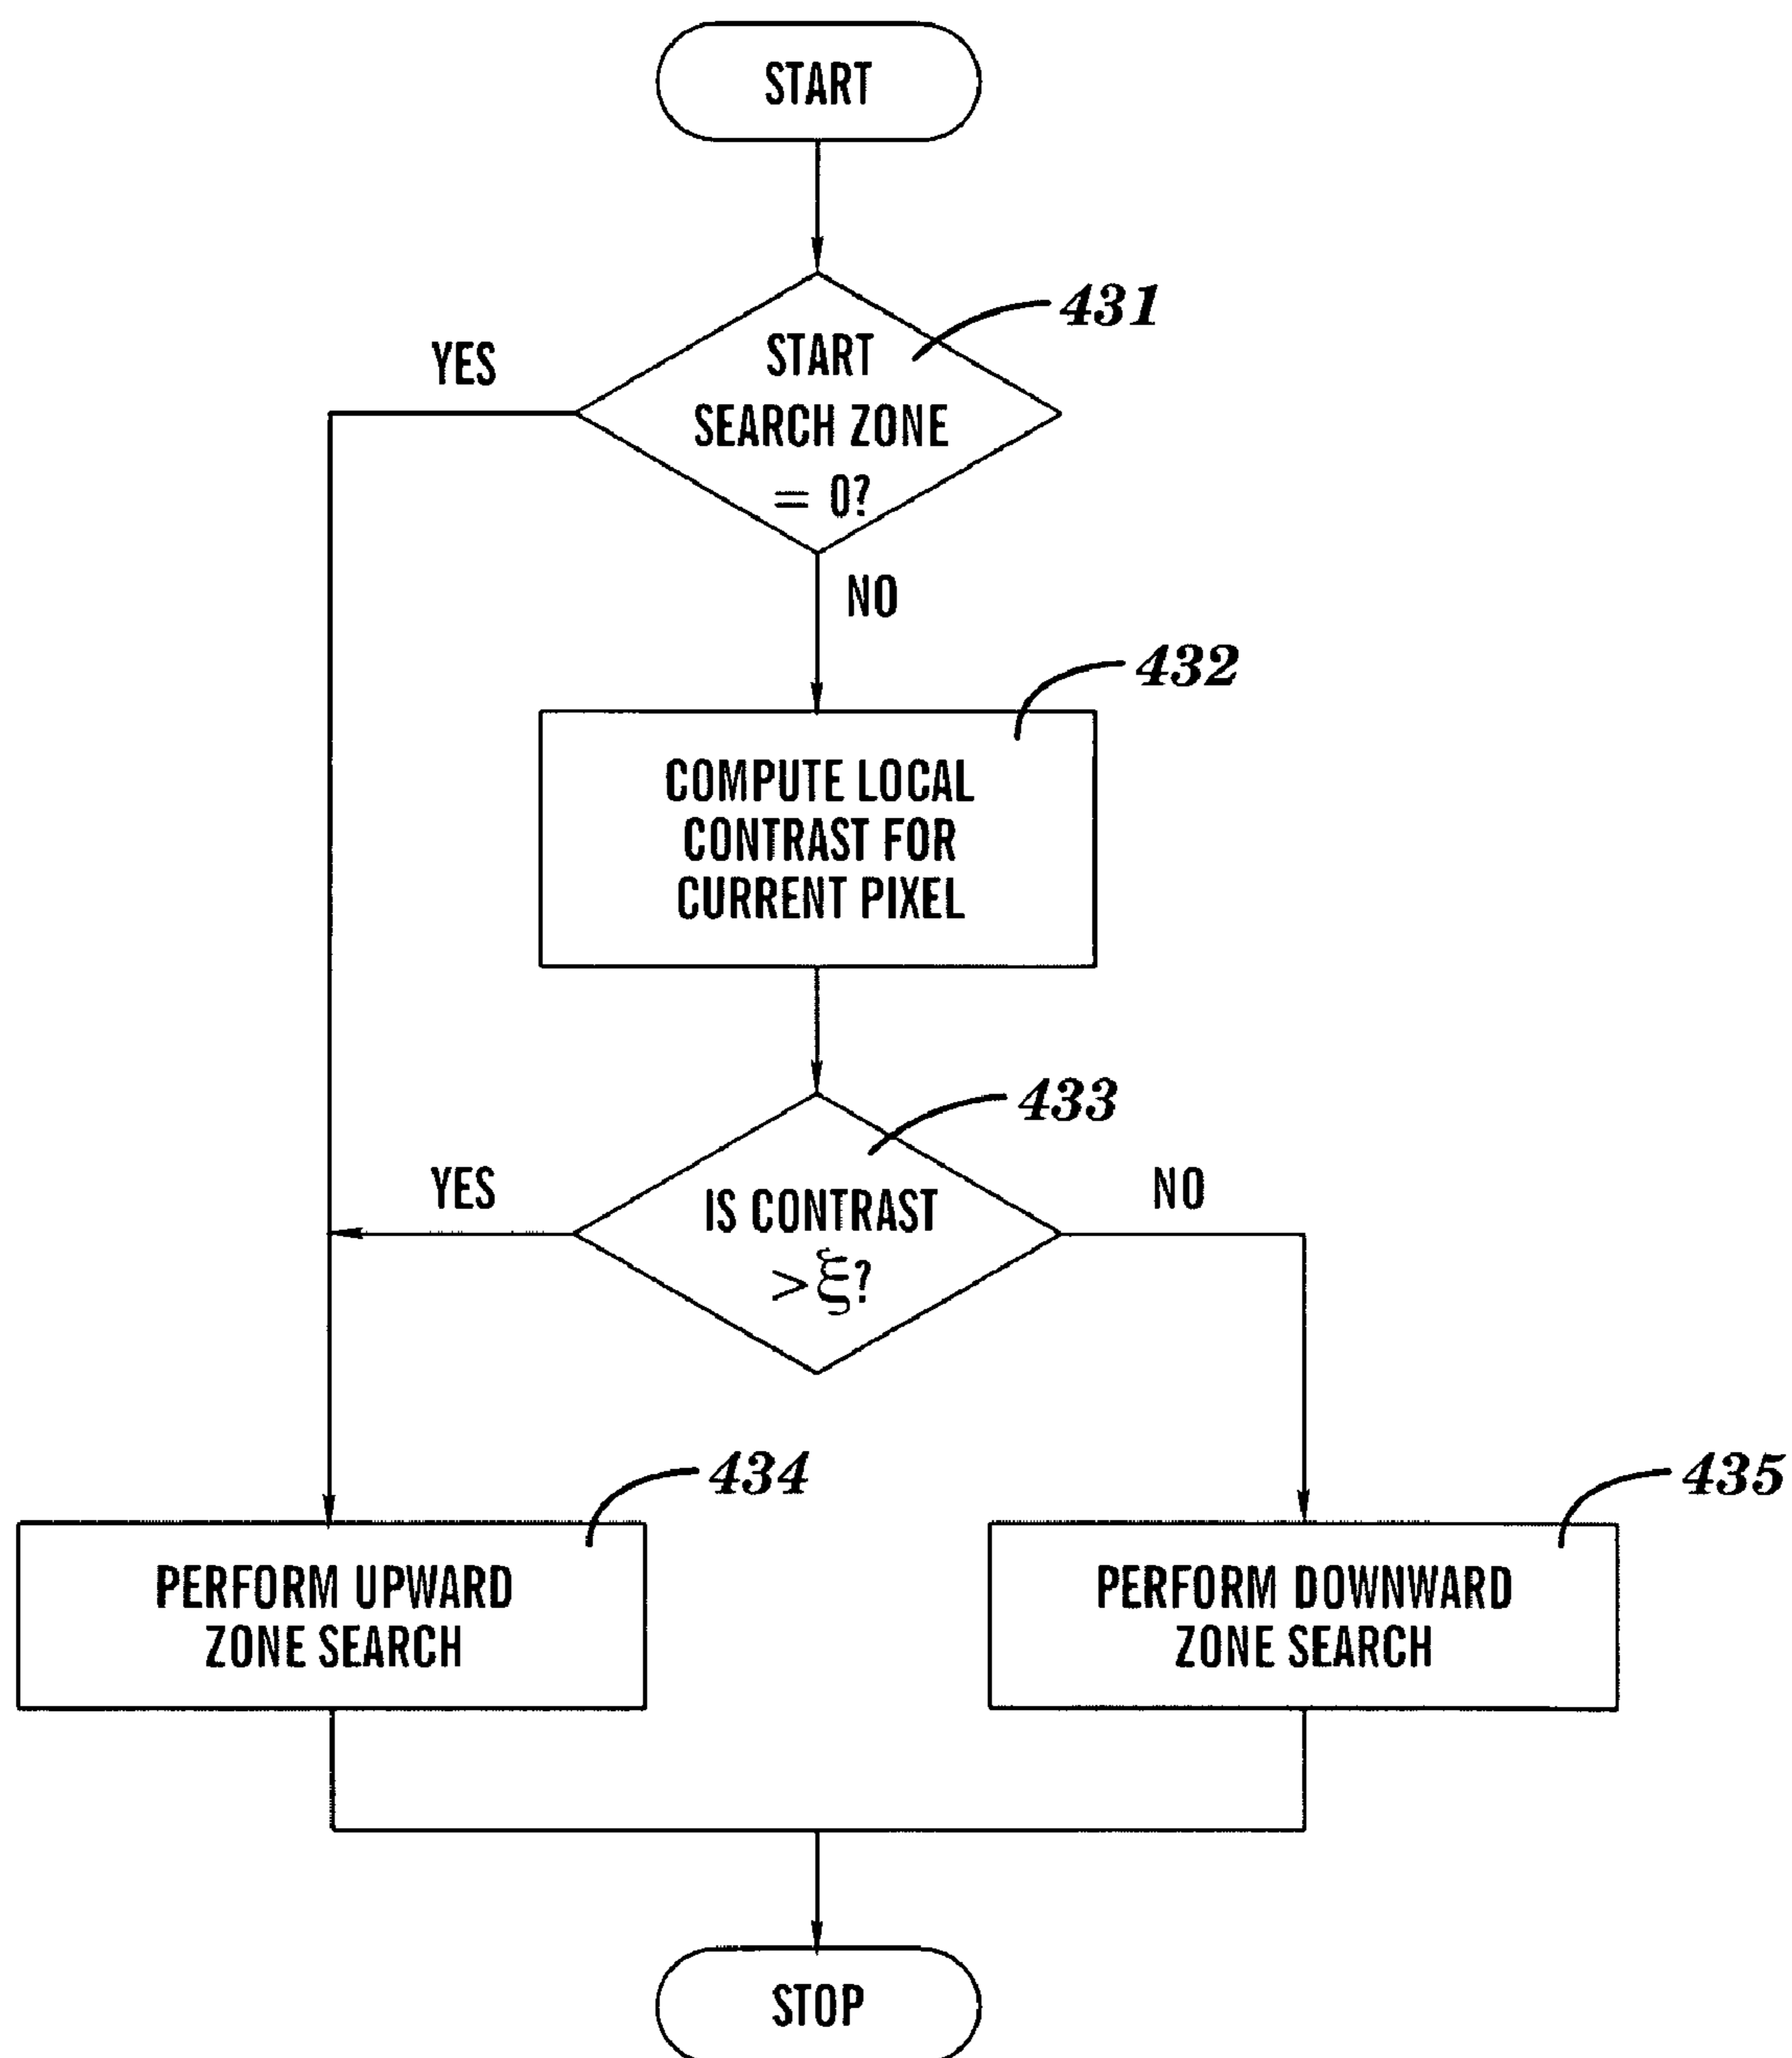 START
431
START
SEARCH ZONE
= 0?
YES
NO
432
COMPUTE LOCAL
CONTRAST FOR
CURRENT PIXEL
433
IS CONTRAST
>ξ?
YES
NO
434
PERFORM UPWARD
ZONE SEARCH
435
PERFORM DOWNWARD
ZONE SEARCH
STOP